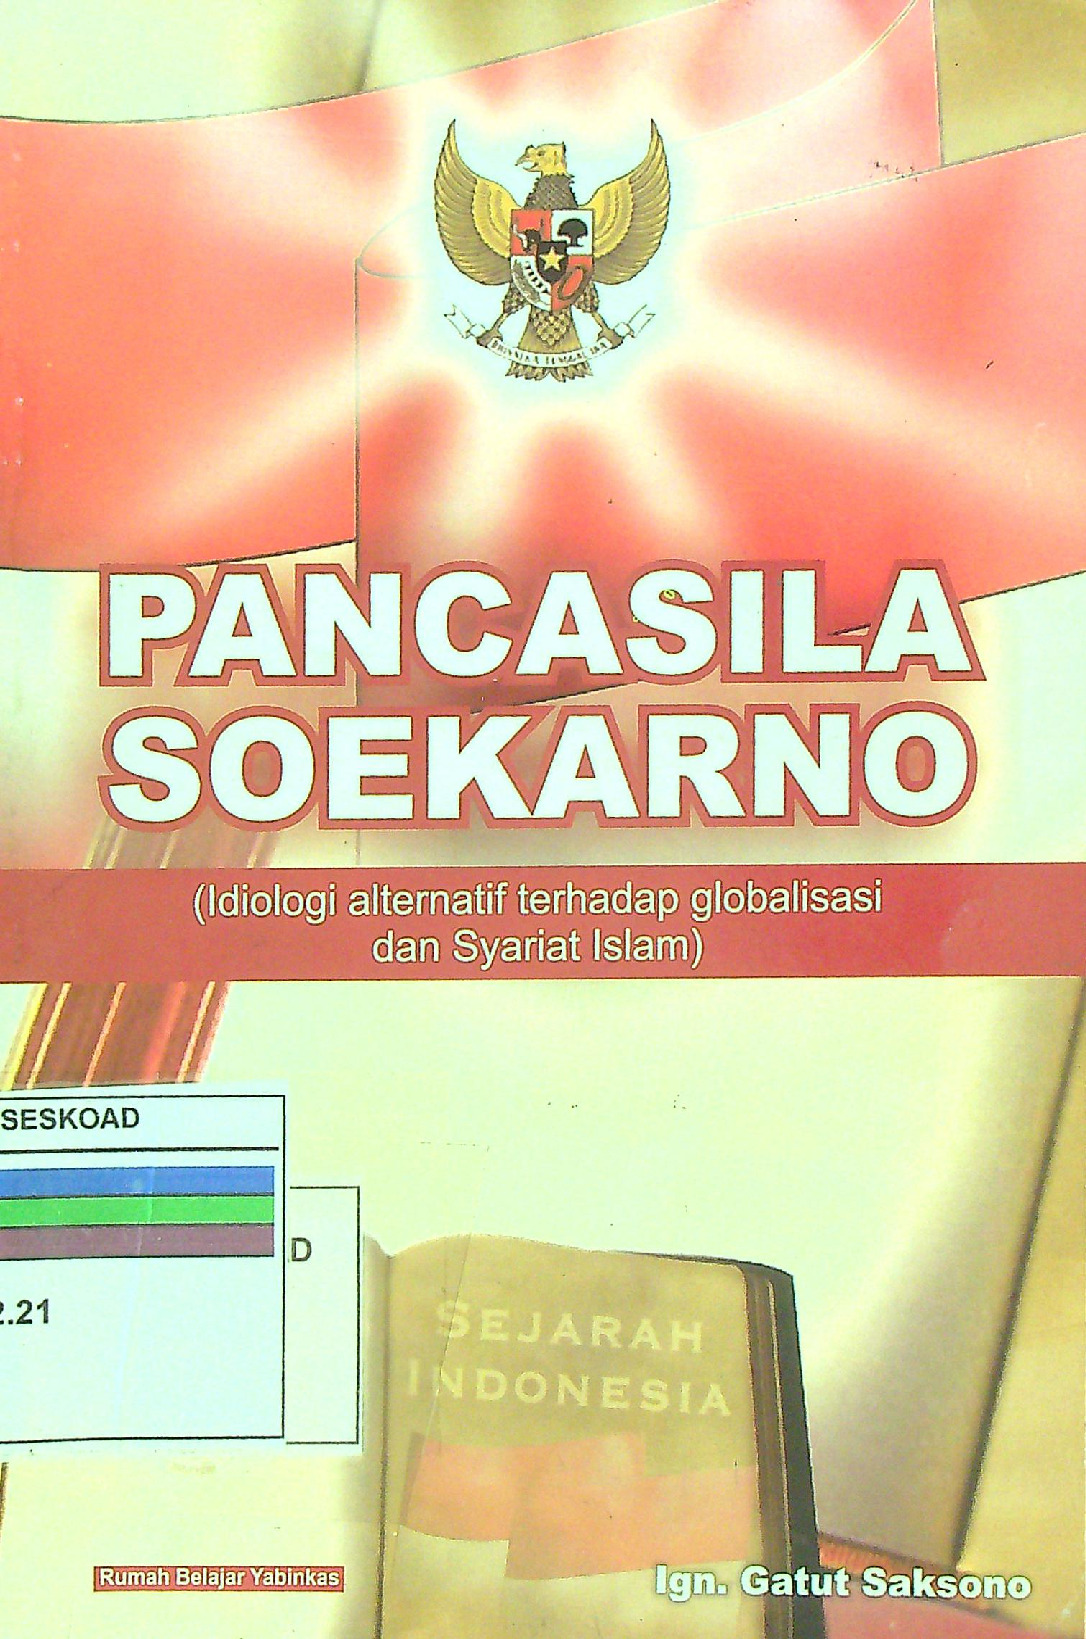 PANCASILA
SOEKARNO
(Idiologi alternatif terhadap globalisasi
dan Syariat Islam)
SESKOAD
D
2.21
SEJARAH
INDONESIA
Rumah Belajar Yabinkas
Ign. Gatut Saksono